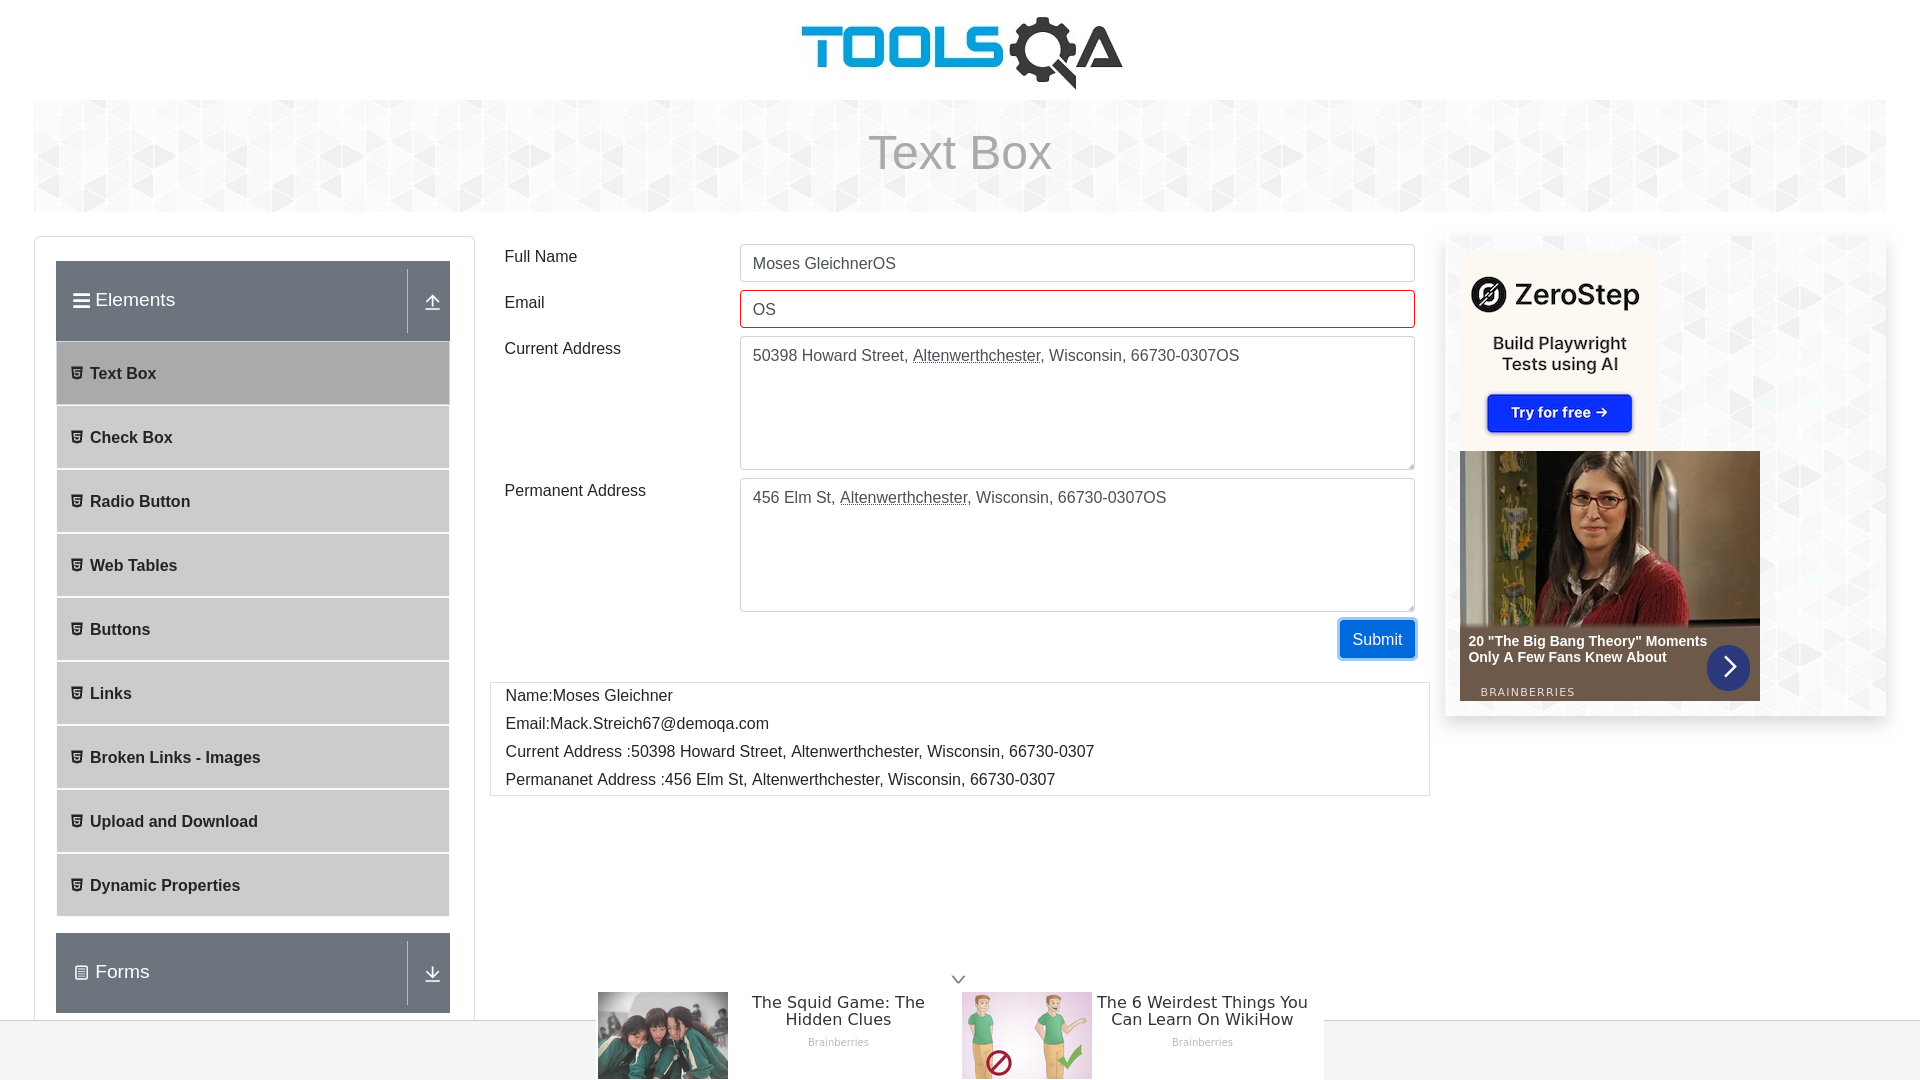 TOOLSQA
Text Box
Elements
Text Box
Check Box
Radio Button
Web Tables
Buttons
Links
Broken Links - Images
Upload and Download
Dynamic Properties
Forms
Full Name
Moses GleichnerOS
Email
OS
Current Address
50398 Howard Street, Altenwerthchester, Wisconsin, 66730-0307OS
Permanent Address
456 Elm St, Altenwerthchester, Wisconsin, 66730-0307OS
Submit
Name:Moses Gleichner
Email:Mack.Streich67@demoqa.com
Current Address :50398 Howard Street, Altenwerthchester, Wisconsin, 66730-0307
Permananet Address :456 Elm St, Altenwerthchester, Wisconsin, 66730-0307
ZeroStep
Build Playwright
Tests using AI
Try for free →
20 "The Big Bang Theory" Moments
Only A Few Fans Knew About
BRAINBERRIES
The Squid Game: The
Hidden Clues
Brainberries
The 6 Weirdest Things You
Can Learn On WikiHow
Brainberries